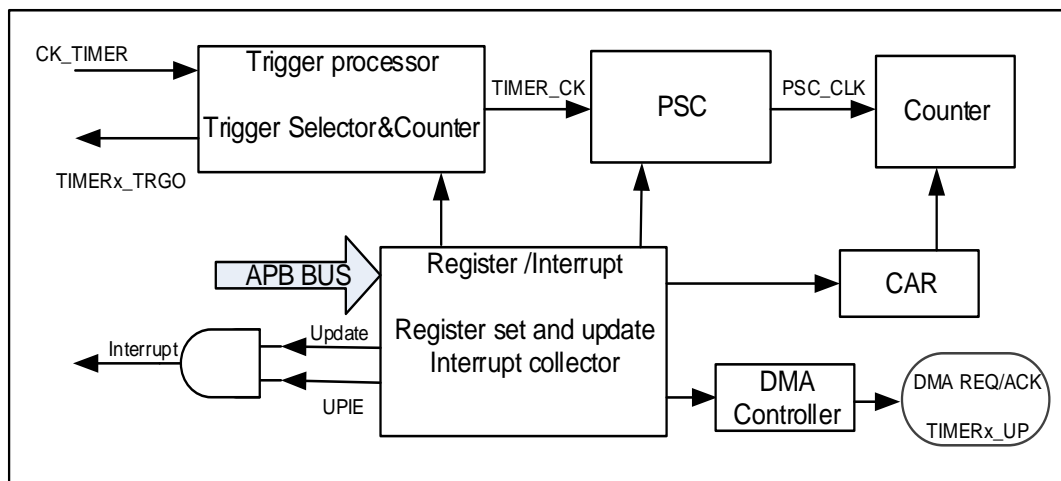 CK_TIMER
TIMERx_TRGO
Trigger processor
Trigger Selector&Counter
TIMER_CK
PSC
PSC_CLK
Counter
APB BUS
Register /Interrupt
Register set and update
Interrupt collector
CAR
Interrupt
Update
UPIE
DMA
Controller
DMA REQ/ACK
TIMERx_UP